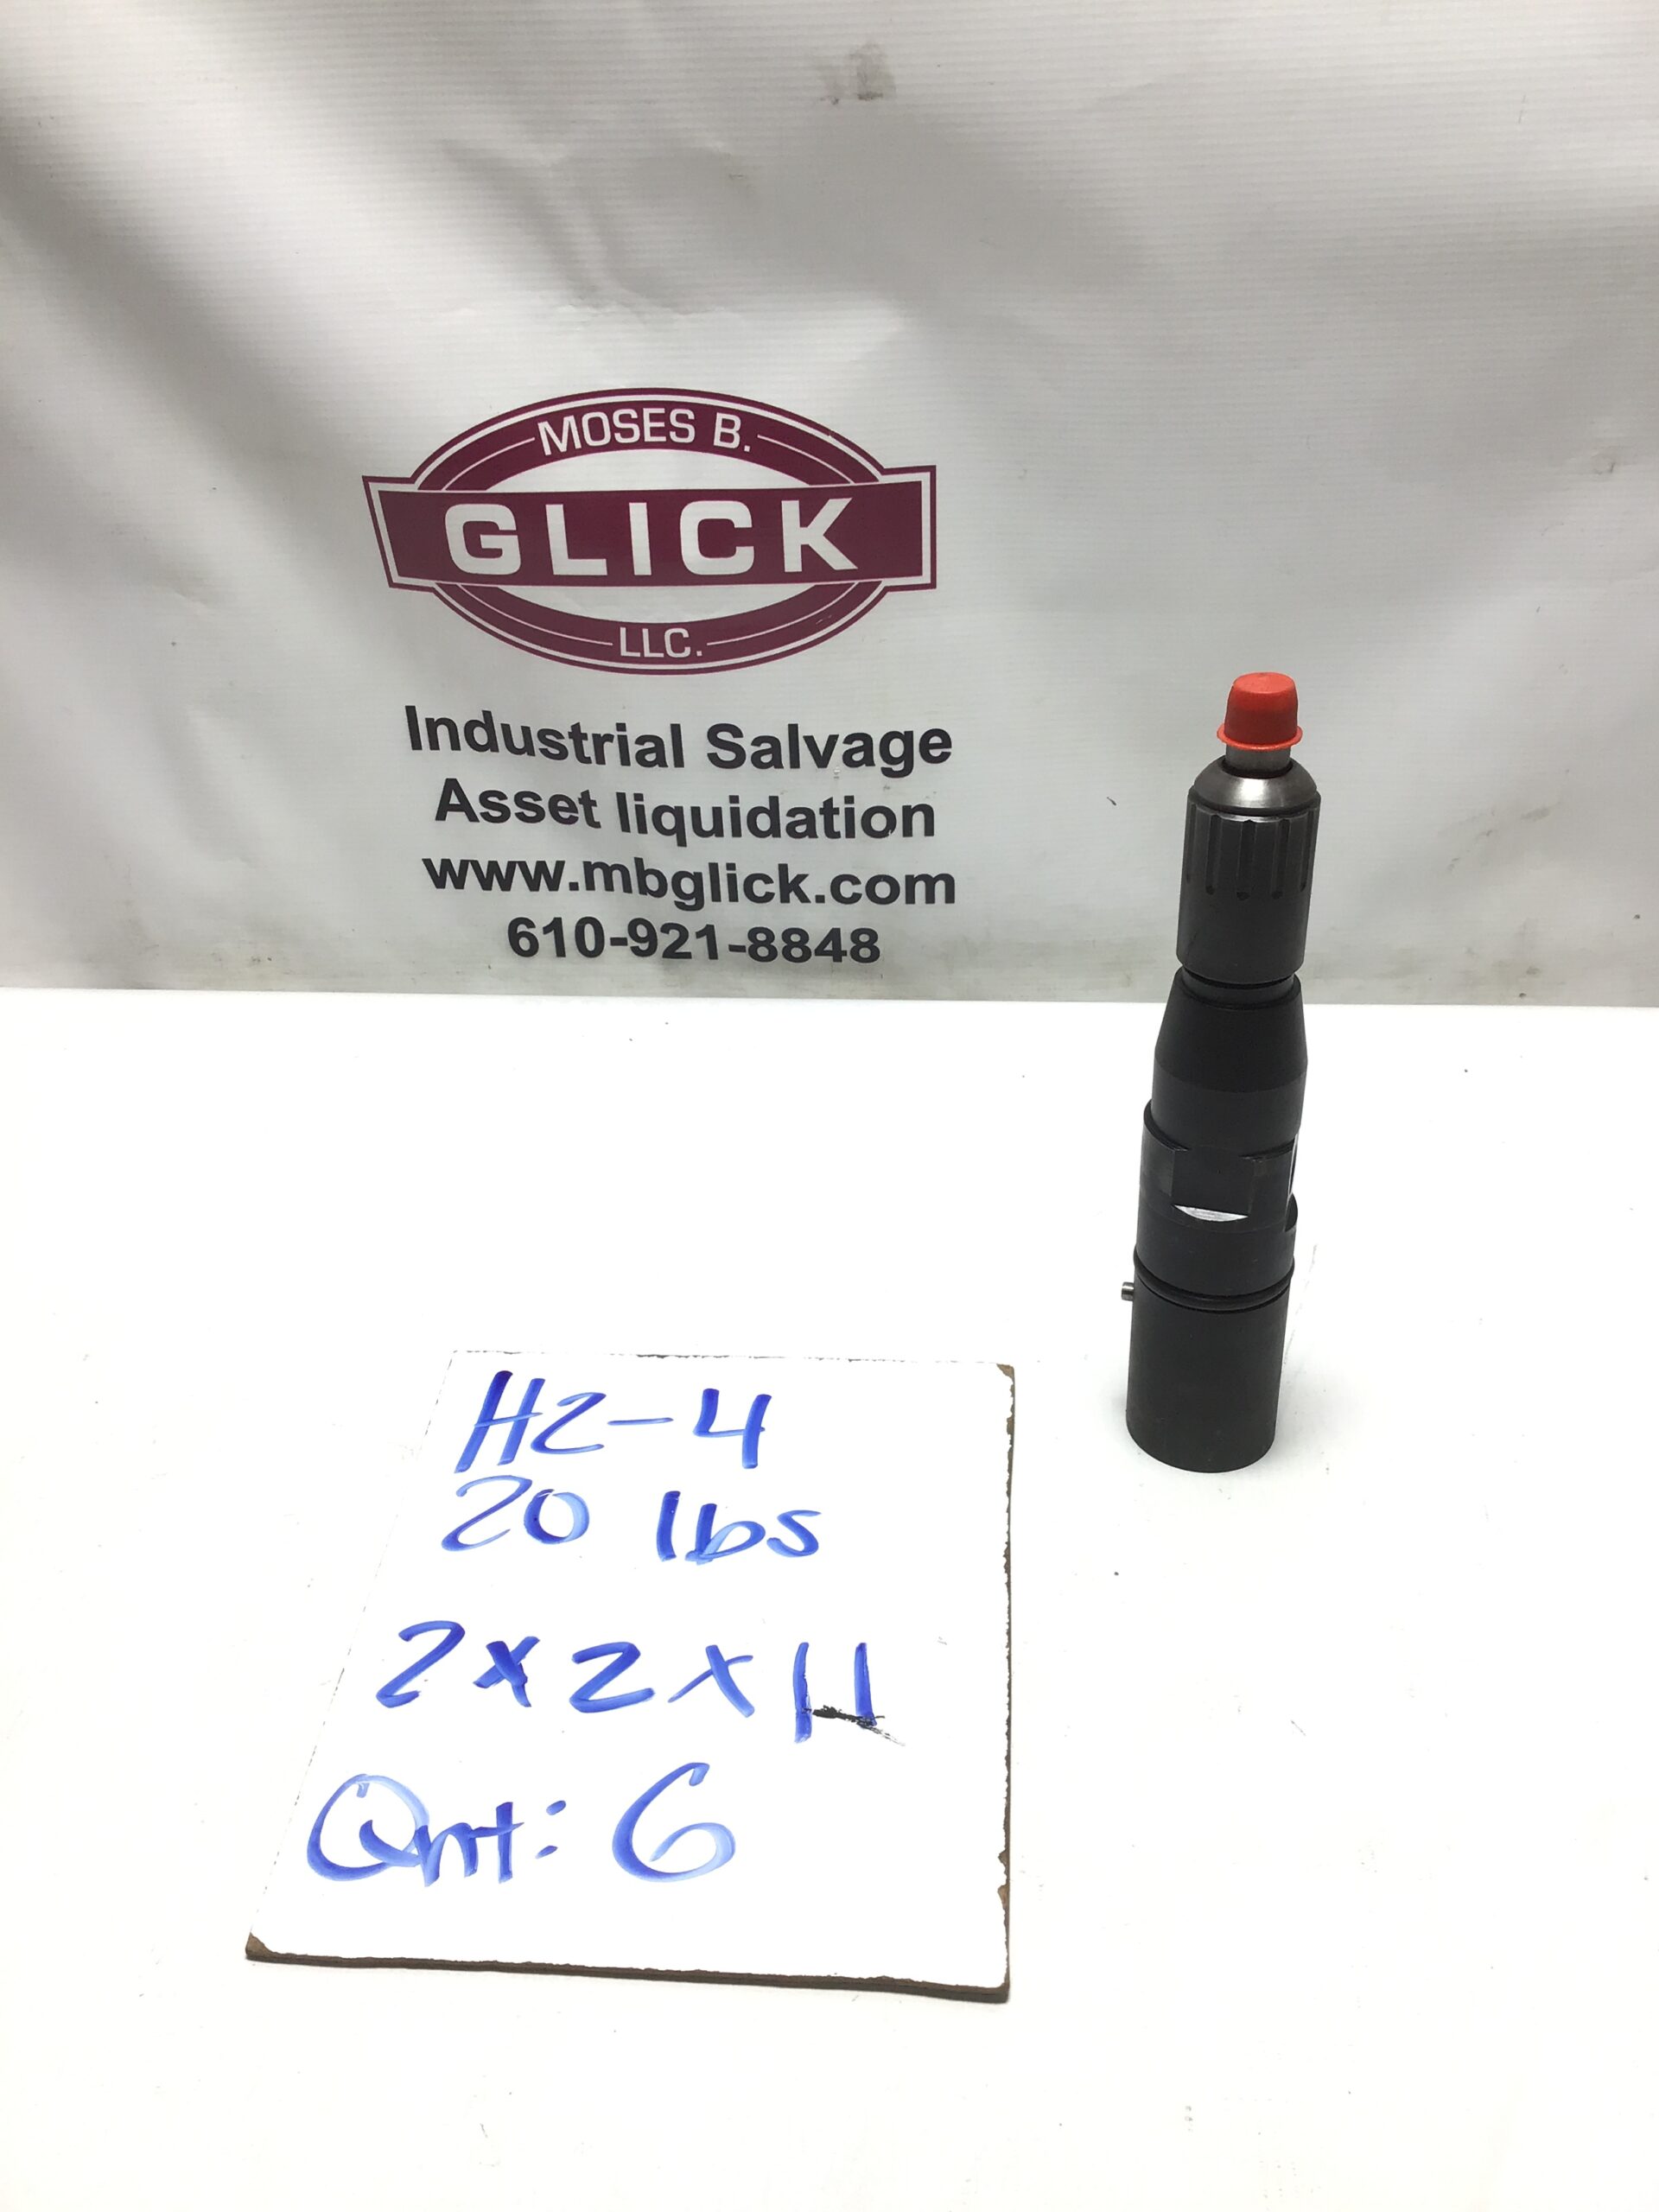 MOSES B.
GLICK
LLC.
Industrial Salvage
Asset liquidation
www.mbglick.com
610-921-8848
H2-4
20 lbs
2x2x11
Qnt: 6